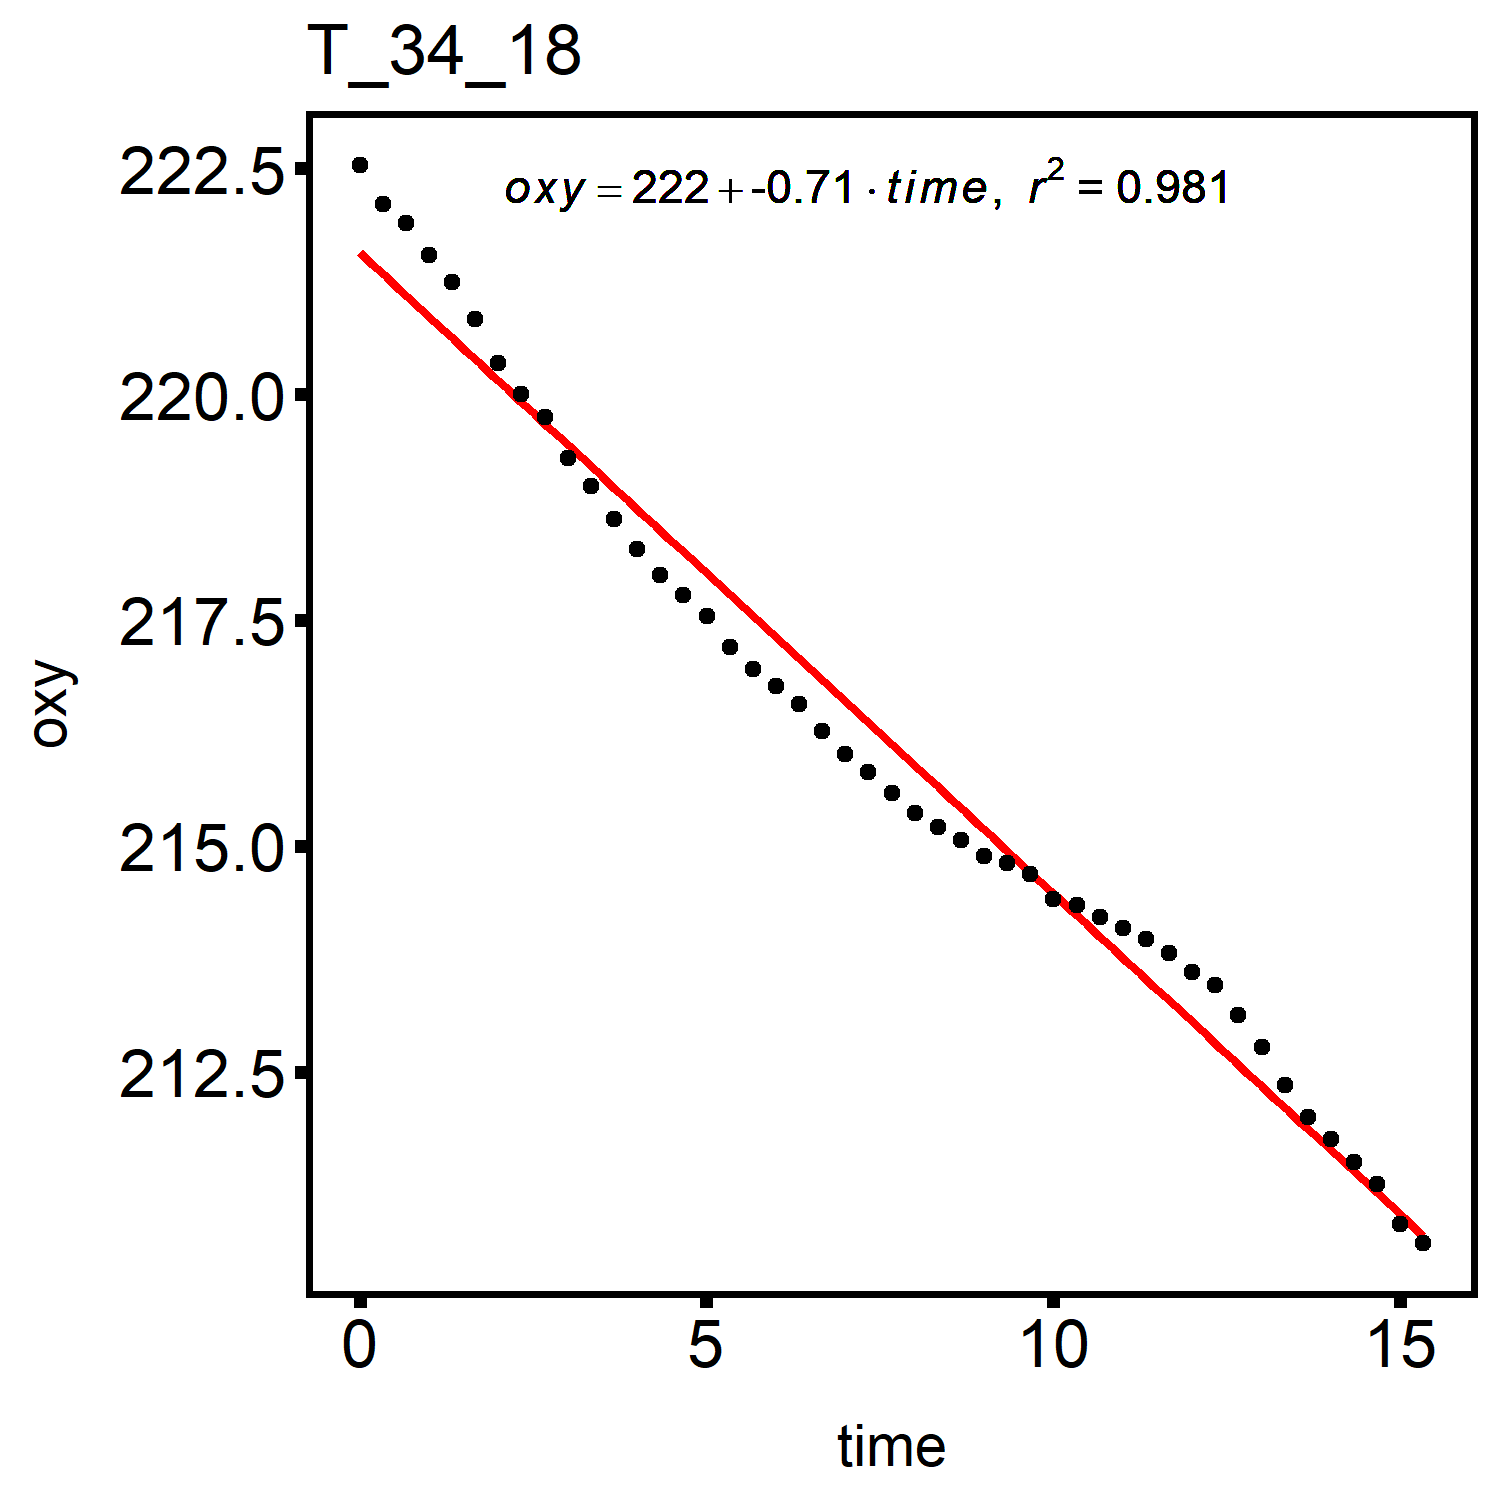 T_34_18
oxy = 222 + -0.71 · time, r² = 0.981
222.5
220.0
217.5
215.0
212.5
oxy
0 5 10 15
time